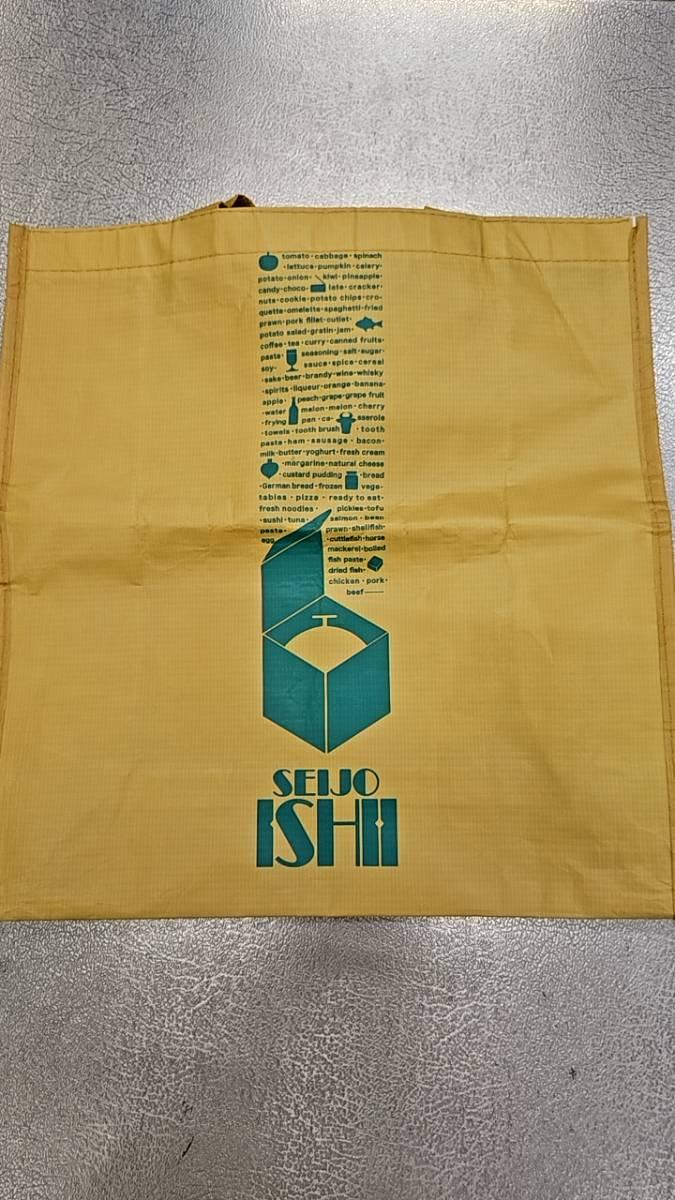 tomato・cabbage・spinach
・lettuce・pumpkin・celery・
potato・onion・ kiwi・pineapple・
candy・choco- late・cracker・
nuts・cookie・potato chips・cro-
quette・omelette・spaghetti・fried
prawn・pork fillet・cutlet・
potato salad・gratin・jam・
coffee・tea・curry・canned fruits・
pasta・ seasoning・salt・sugar・
soy・ sauce・spice・cereal
・sake・beer・brandy・wine・whisky
・spirits・liqueur・orange・banana・
apple・ peach・grape・grape fruit
・water・ melon・melon・cherry
・frying pan・ca- sserole
・towels・tooth brush・tooth
paste・ham・sausage・bacon・
milk・butter・yoghurt・fresh cream
・margarine・natural cheese
・custard pudding・bread
・German bread・frozen vege-
tables・pizza・ready to eat・
fresh noodles・ pickles・tofu
・sushi・tuna・ salmon・bean
paste・ prawn・shellfish・
egg ・cuttlefish・horse
mackerel・boiled
fish paste・
dried fish・
chicken・pork・
beef
SEIJO
ISHII